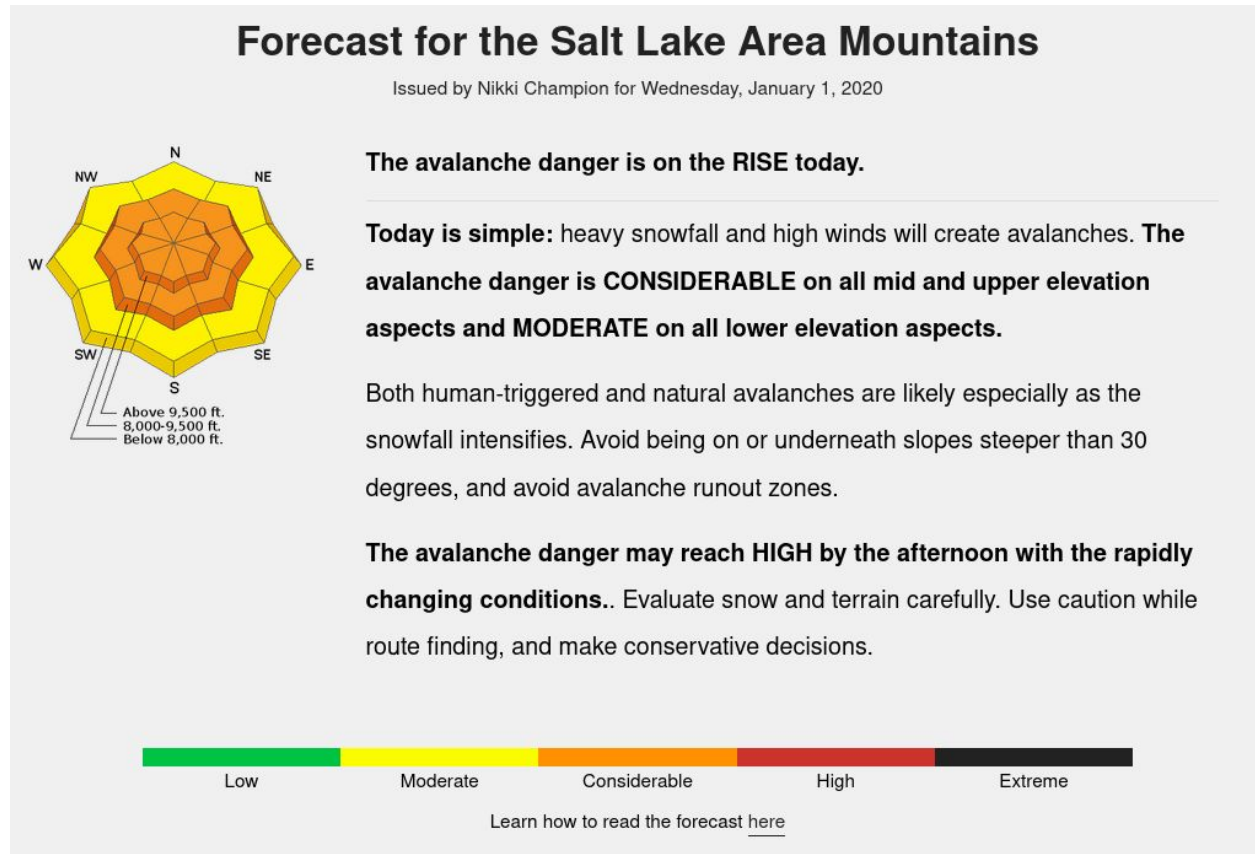 Forecast for the Salt Lake Area Mountains
Issued by Nikki Champion for Wednesday, January 1, 2020
N
NW
NE
W
E
SW
SE
S
Above 9,500 ft.
8,000-9,500 ft.
Below 8,000 ft.
The avalanche danger is on the RISE today.
Today is simple: heavy snowfall and high winds will create avalanches. The
avalanche danger is CONSIDERABLE on all mid and upper elevation
aspects and MODERATE on all lower elevation aspects.
Both human-triggered and natural avalanches are likely especially as the
snowfall intensifies. Avoid being on or underneath slopes steeper than 30
degrees, and avoid avalanche runout zones.
The avalanche danger may reach HIGH by the afternoon with the rapidly
changing conditions.. Evaluate snow and terrain carefully. Use caution while
route finding, and make conservative decisions.
Low
Moderate
Considerable
High
Extreme
Learn how to read the forecast here